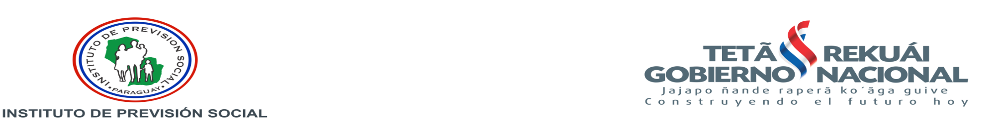 INSTITUTO DE PREVISION SOCIAL
• PARAGUAY •
INSTITUTO DE PREVISIÓN SOCIAL
TETÃ REKUÁI
GOBIERNO NACIONAL
Jajapo ñande raperã ko´ãga guive
Construyendo el futuro hoy